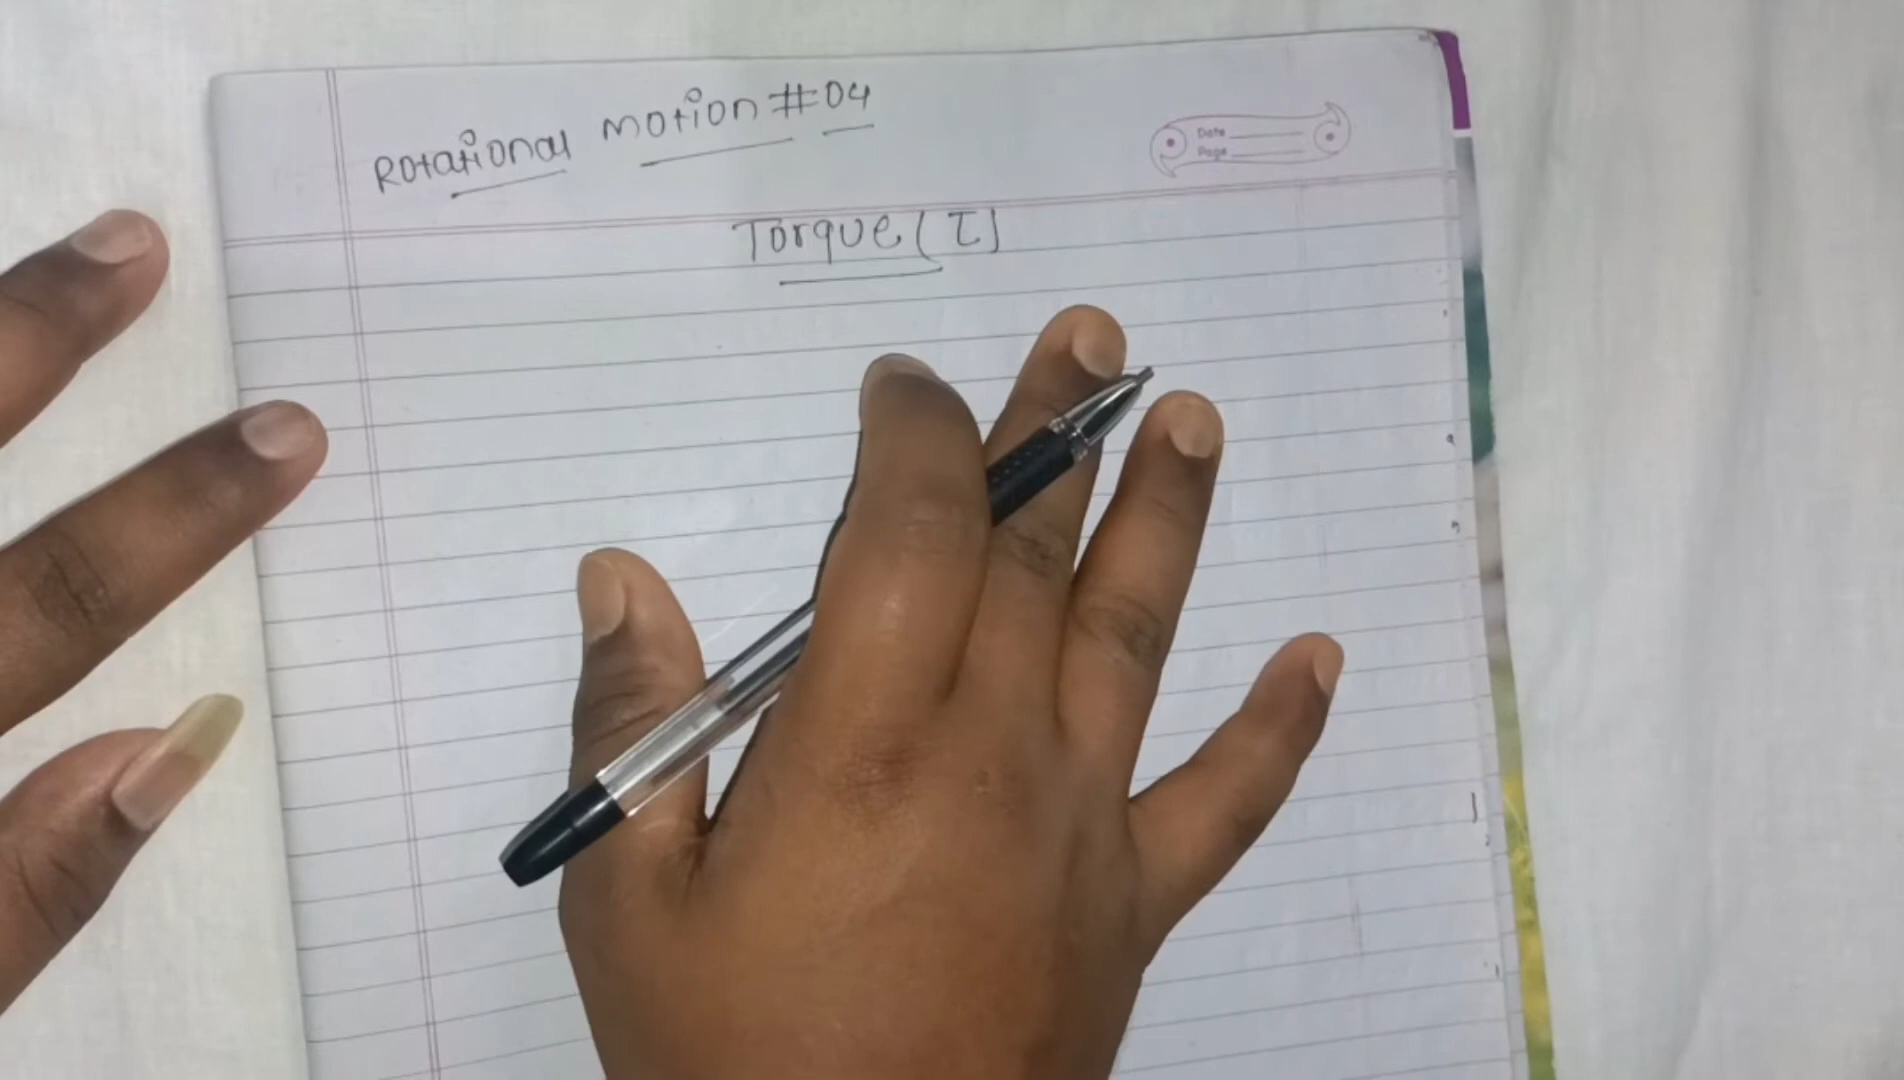 Rotational motion #04
Date
Page
Torque (τ)